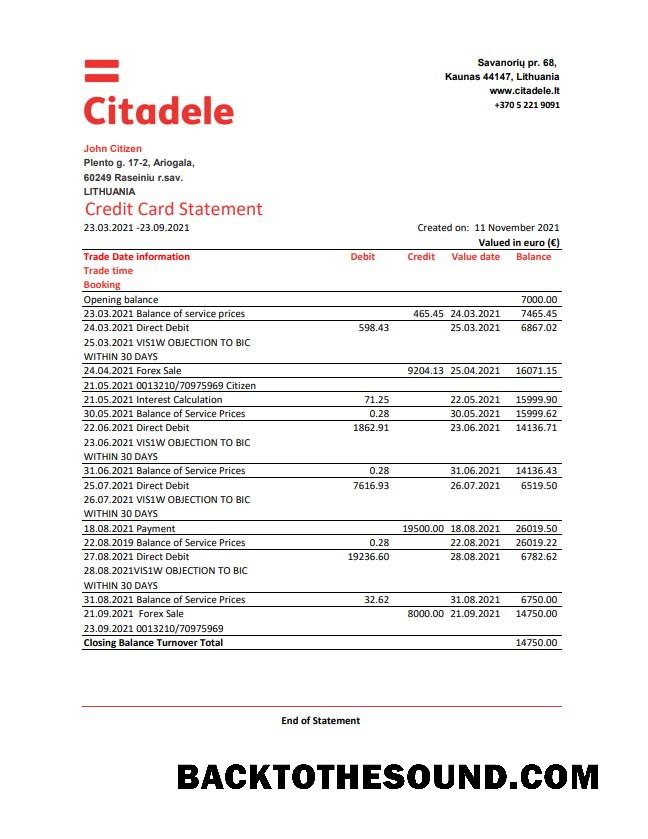 Citadele
Savanorių pr. 68,
Kaunas 44147, Lithuania
www.citadele.lt
+370 5 221 9091
John Citizen
Plento g. 17-2, Ariogala,
60249 Raseiniu r.sav.
LITHUANIA
Credit Card Statement
23.03.2021 -23.09.2021 Created on: 11 November 2021
Valued in euro (€)
Trade Date information Debit Credit Value date Balance
Trade time
Booking
Opening balance 7000.00
23.03.2021 Balance of service prices 465.45 24.03.2021 7465.45
24.03.2021 Direct Debit 598.43 25.03.2021 6867.02
25.03.2021 VIS1W OBJECTION TO BIC
WITHIN 30 DAYS
24.04.2021 Forex Sale 9204.13 25.04.2021 16071.15
21.05.2021 0013210/70975969 Citizen
21.05.2021 Interest Calculation 71.25 22.05.2021 15999.90
30.05.2021 Balance of Service Prices 0.28 30.05.2021 15999.62
22.06.2021 Direct Debit 1862.91 23.06.2021 14136.71
23.06.2021 VIS1W OBJECTION TO BIC
WITHIN 30 DAYS
31.06.2021 Balance of Service Prices 0.28 31.06.2021 14136.43
25.07.2021 Direct Debit 7616.93 26.07.2021 6519.50
26.07.2021 VIS1W OBJECTION TO BIC
WITHIN 30 DAYS
18.08.2021 Payment 19500.00 18.08.2021 26019.50
22.08.2019 Balance of Service Prices 0.28 22.08.2021 26019.22
27.08.2021 Direct Debit 19236.60 28.08.2021 6782.62
28.08.2021VIS1W OBJECTION TO BIC
WITHIN 30 DAYS
31.08.2021 Balance of Service Prices 32.62 31.08.2021 6750.00
21.09.2021 Forex Sale 8000.00 21.09.2021 14750.00
23.09.2021 0013210/70975969
Closing Balance Turnover Total 14750.00
End of Statement
BACKTOTHESOUND.COM